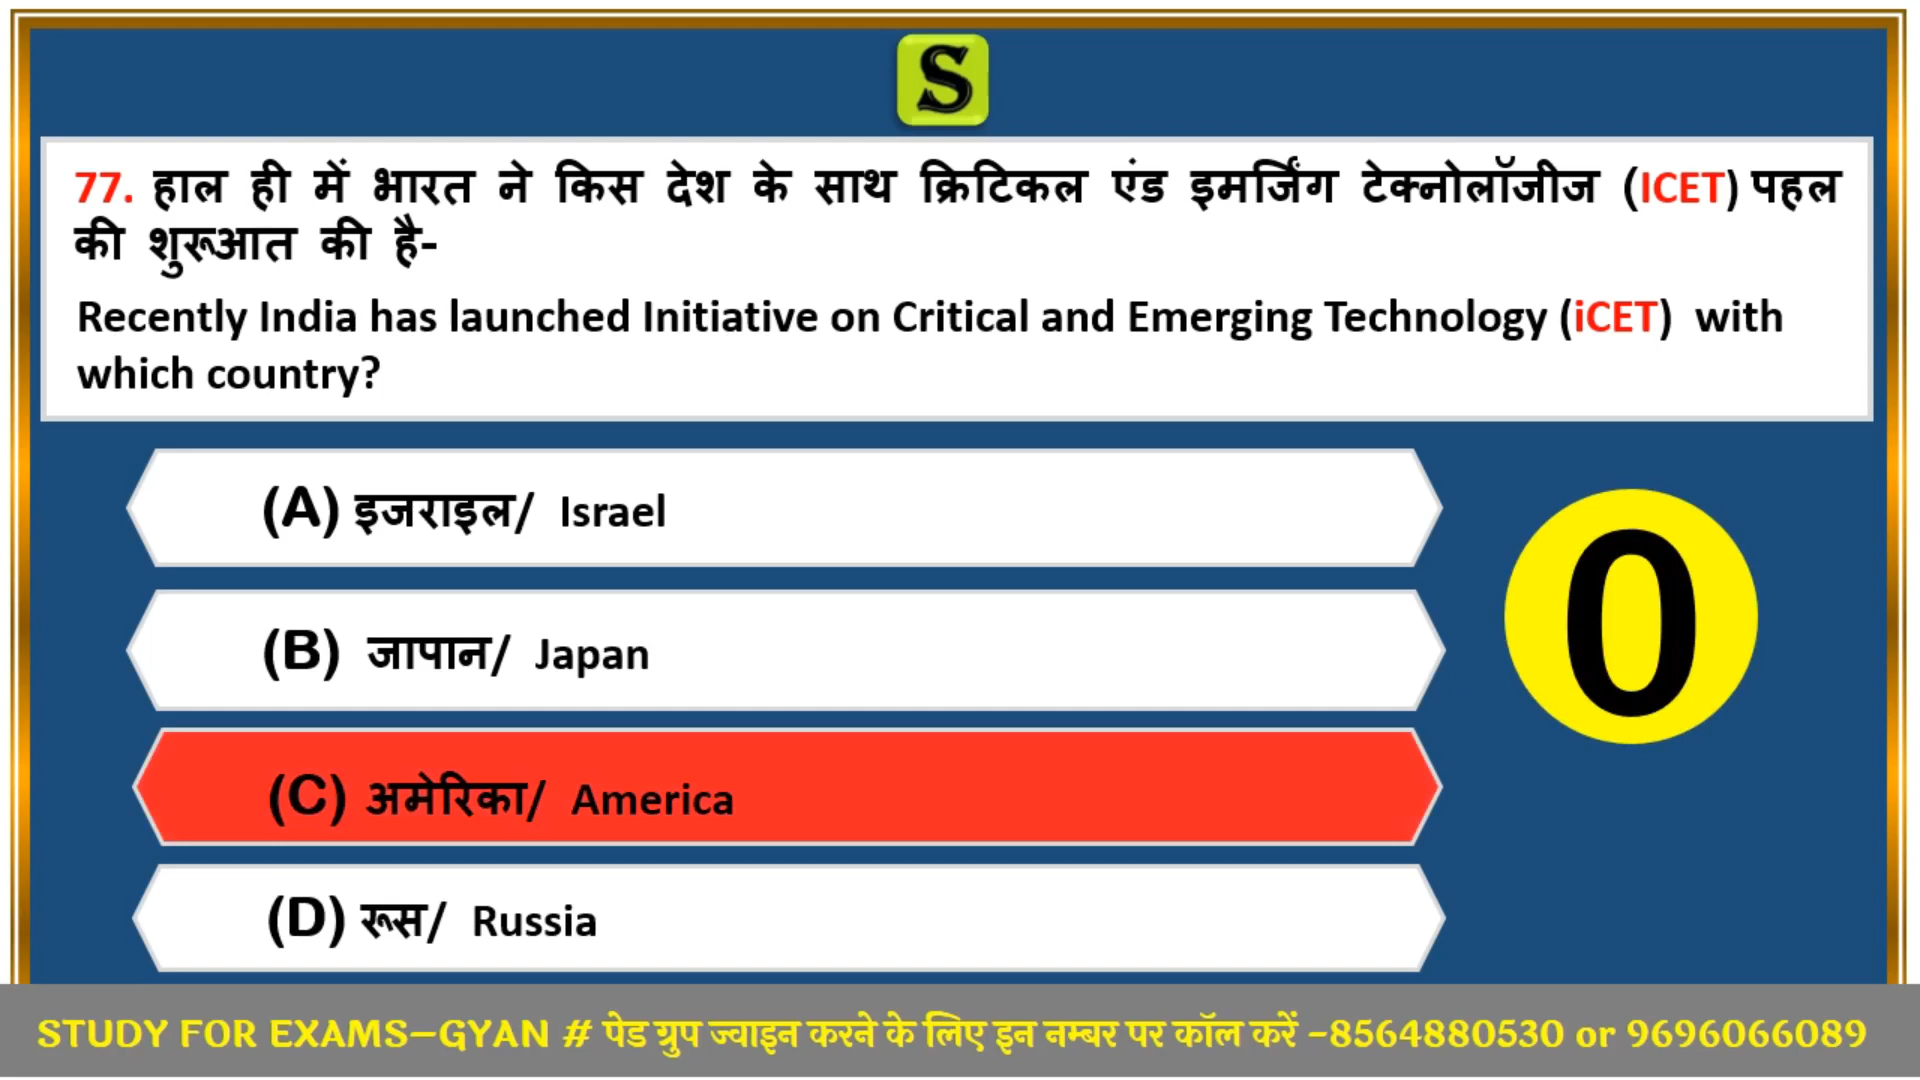 S
77. हाल ही में भारत ने किस देश के साथ क्रिटिकल एंड इमर्जिंग टेक्नोलॉजीज (ICET) पहल
की शुरूआत की है-
Recently India has launched Initiative on Critical and Emerging Technology (iCET) with
which country?
(A) इजराइल/ Israel
(B) जापान/ Japan
0
(C) अमेरिका/ America
(D) रूस/ Russia
STUDY FOR EXAMS–GYAN # पेड ग्रुप ज्वाइन करने के लिए इन नम्बर पर कॉल करें –8564880530 or 9696066089